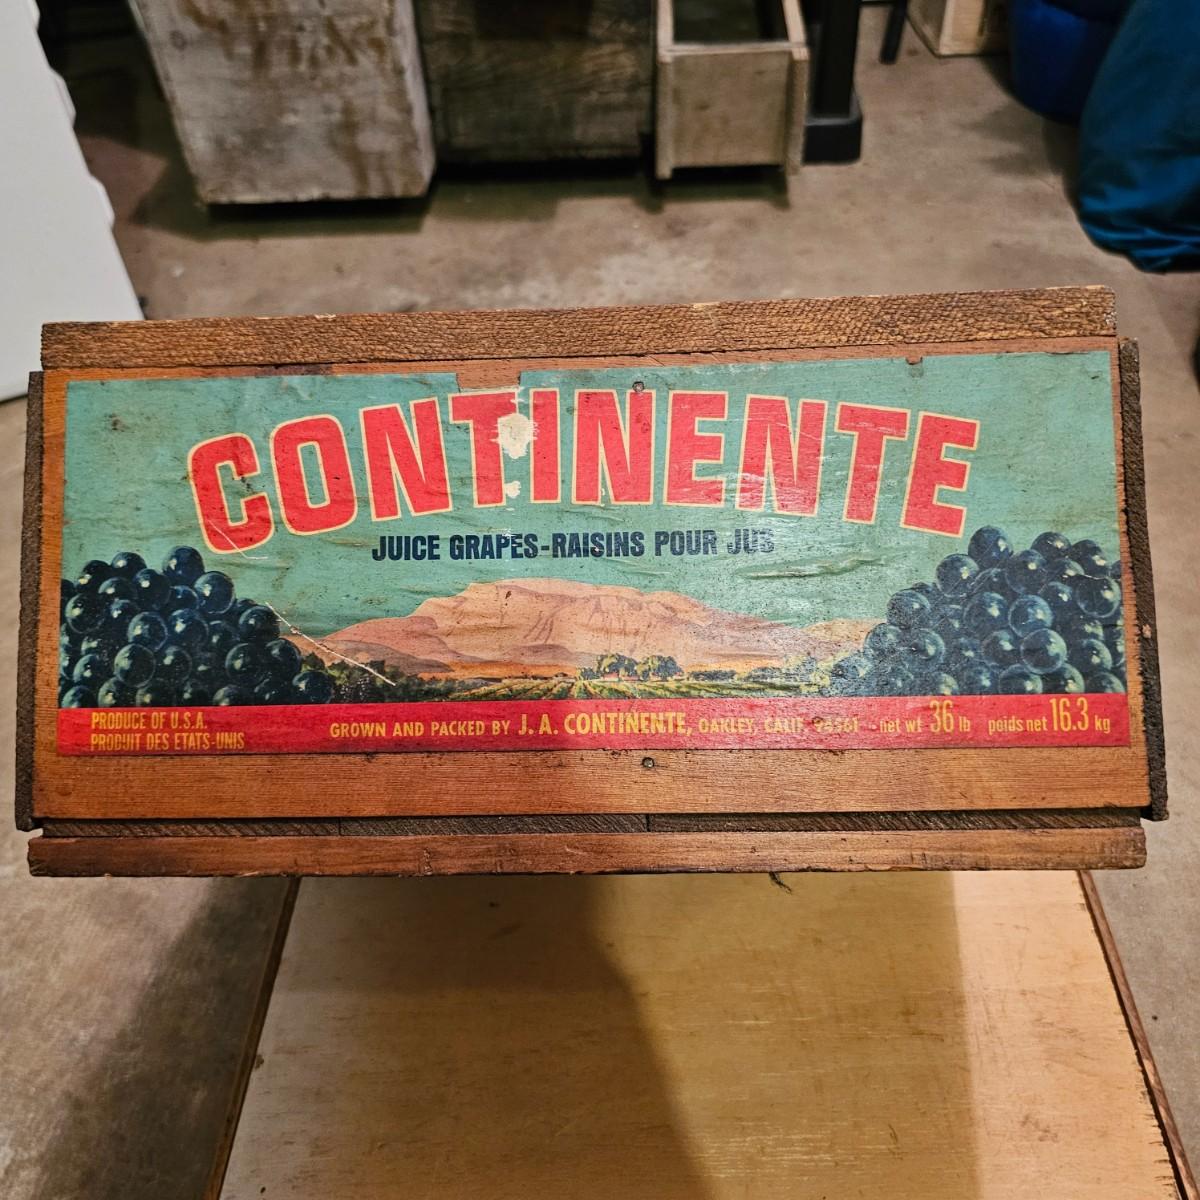 CONTINENTE
JUICE GRAPES-RAISINS POUR JUS
PRODUCE OF U.S.A.
PRODUIT DES ETATS-UNIS
GROWN AND PACKED BY J. A. CONTINENTE, OAKLEY, CALIF. 94561 net wt 36 lb poids net 16.3 kg